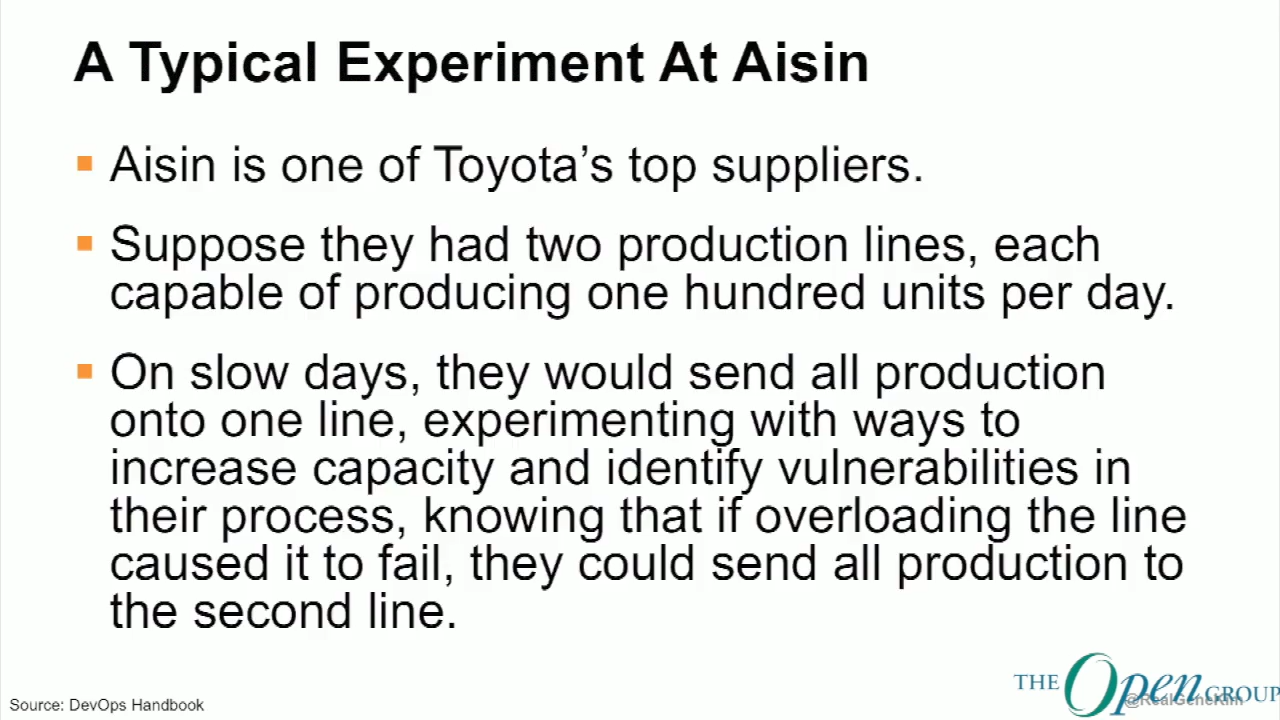 A Typical Experiment At Aisin
Aisin is one of Toyota’s top suppliers.
Suppose they had two production lines, each
capable of producing one hundred units per day.
On slow days, they would send all production
onto one line, experimenting with ways to
increase capacity and identify vulnerabilities in
their process, knowing that if overloading the line
caused it to fail, they could send all production to
the second line.
THE Open GROUP
@RealGeneKim
Source: DevOps Handbook